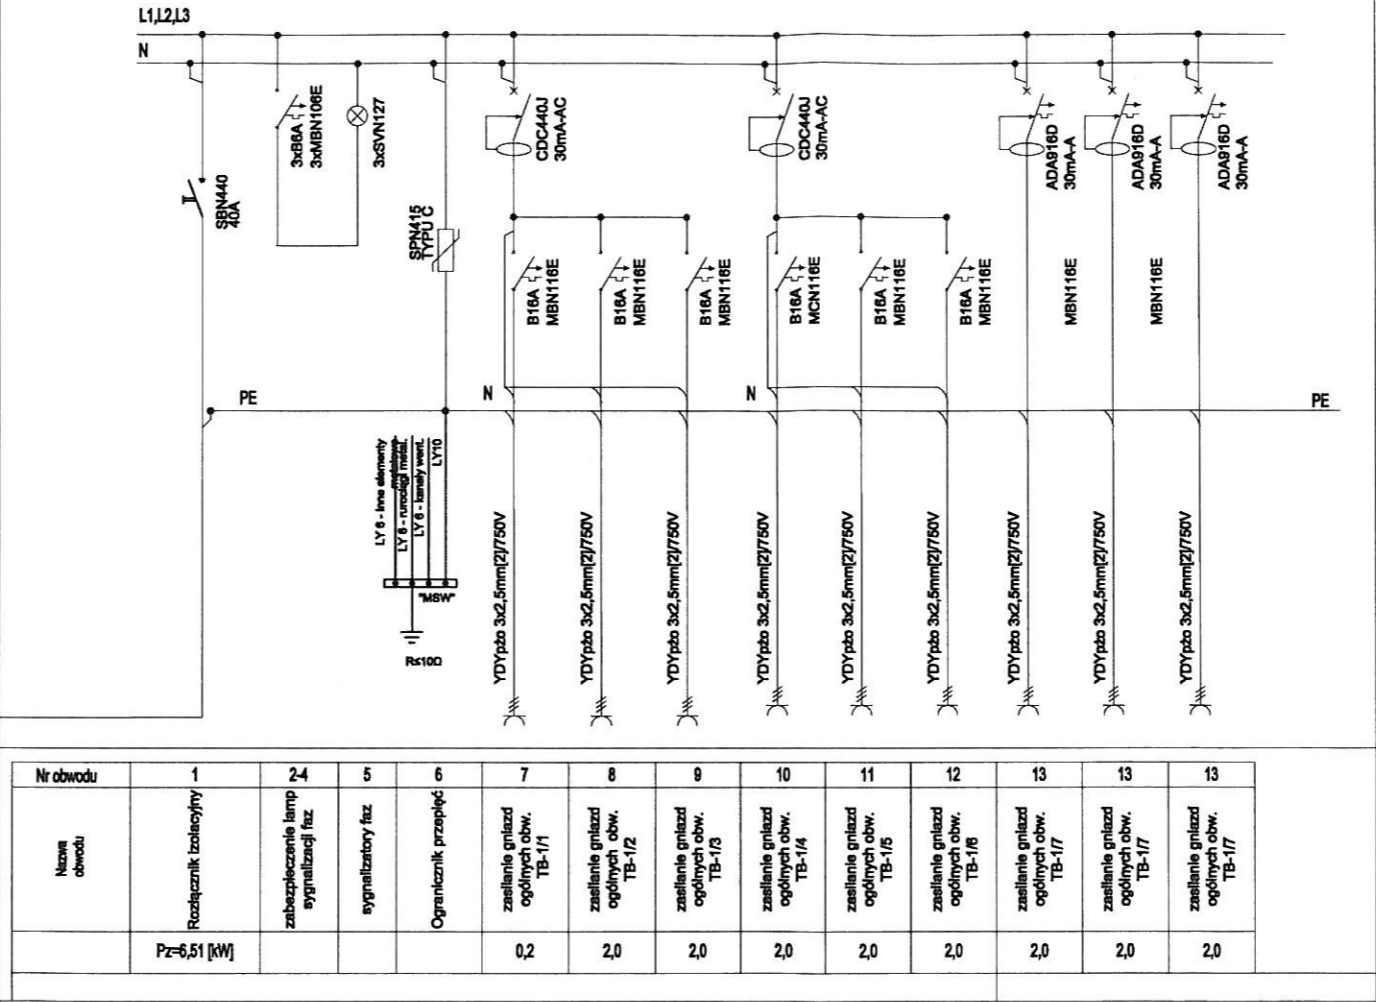 L1,L2,L3
N
3xB6A
3xMBN106E
3xSVN127
SBN440
40A
SPN415
TYPU C
CDC440J
30mA-AC
CDC440J
30mA-AC
ADA916D
30mA-A
ADA916D
30mA-A
ADA916D
30mA-A
B16A
MBN116E
B16A
MBN116E
B16A
MBN116E
B16A
MCN116E
B16A
MBN116E
B16A
MBN116E
MBN116E
MBN116E
PE
N
N
PE
LY 6 - inne elementy
metalowe
LY 6 - rurociągi metal.
LY 6 - kanały went.
LY10
"MSW"
R≤10Ω
YDYpżo 3x2,5mm[2]/750V
YDYpżo 3x2,5mm[2]/750V
YDYpżo 3x2,5mm[2]/750V
YDYpżo 3x2,5mm[2]/750V
YDYpżo 3x2,5mm[2]/750V
YDYpżo 3x2,5mm[2]/750V
YDYpżo 3x2,5mm[2]/750V
YDYpżo 3x2,5mm[2]/750V
YDYpżo 3x2,5mm[2]/750V
Nr obwodu 1 2-4 5 6 7 8 9 10 11 12 13 13 13
Nazwa
obwodu
Rozłącznik izolacyjny
zabezpieczenie lamp
sygnalizacji faz
sygnalizatory faz
Ogranicznik przepięć
zasilanie gniazd
ogólnych obw.
TB-1/1
zasilanie gniazd
ogólnych obw.
TB-1/2
zasilanie gniazd
ogólnych obw.
TB-1/3
zasilanie gniazd
ogólnych obw.
TB-1/4
zasilanie gniazd
ogólnych obw.
TB-1/5
zasilanie gniazd
ogólnych obw.
TB-1/6
zasilanie gniazd
ogólnych obw.
TB-1/7
zasilanie gniazd
ogólnych obw.
TB-1/7
zasilanie gniazd
ogólnych obw.
TB-1/7
Pz=6,51 [kW] 0,2 2,0 2,0 2,0 2,0 2,0 2,0 2,0 2,0